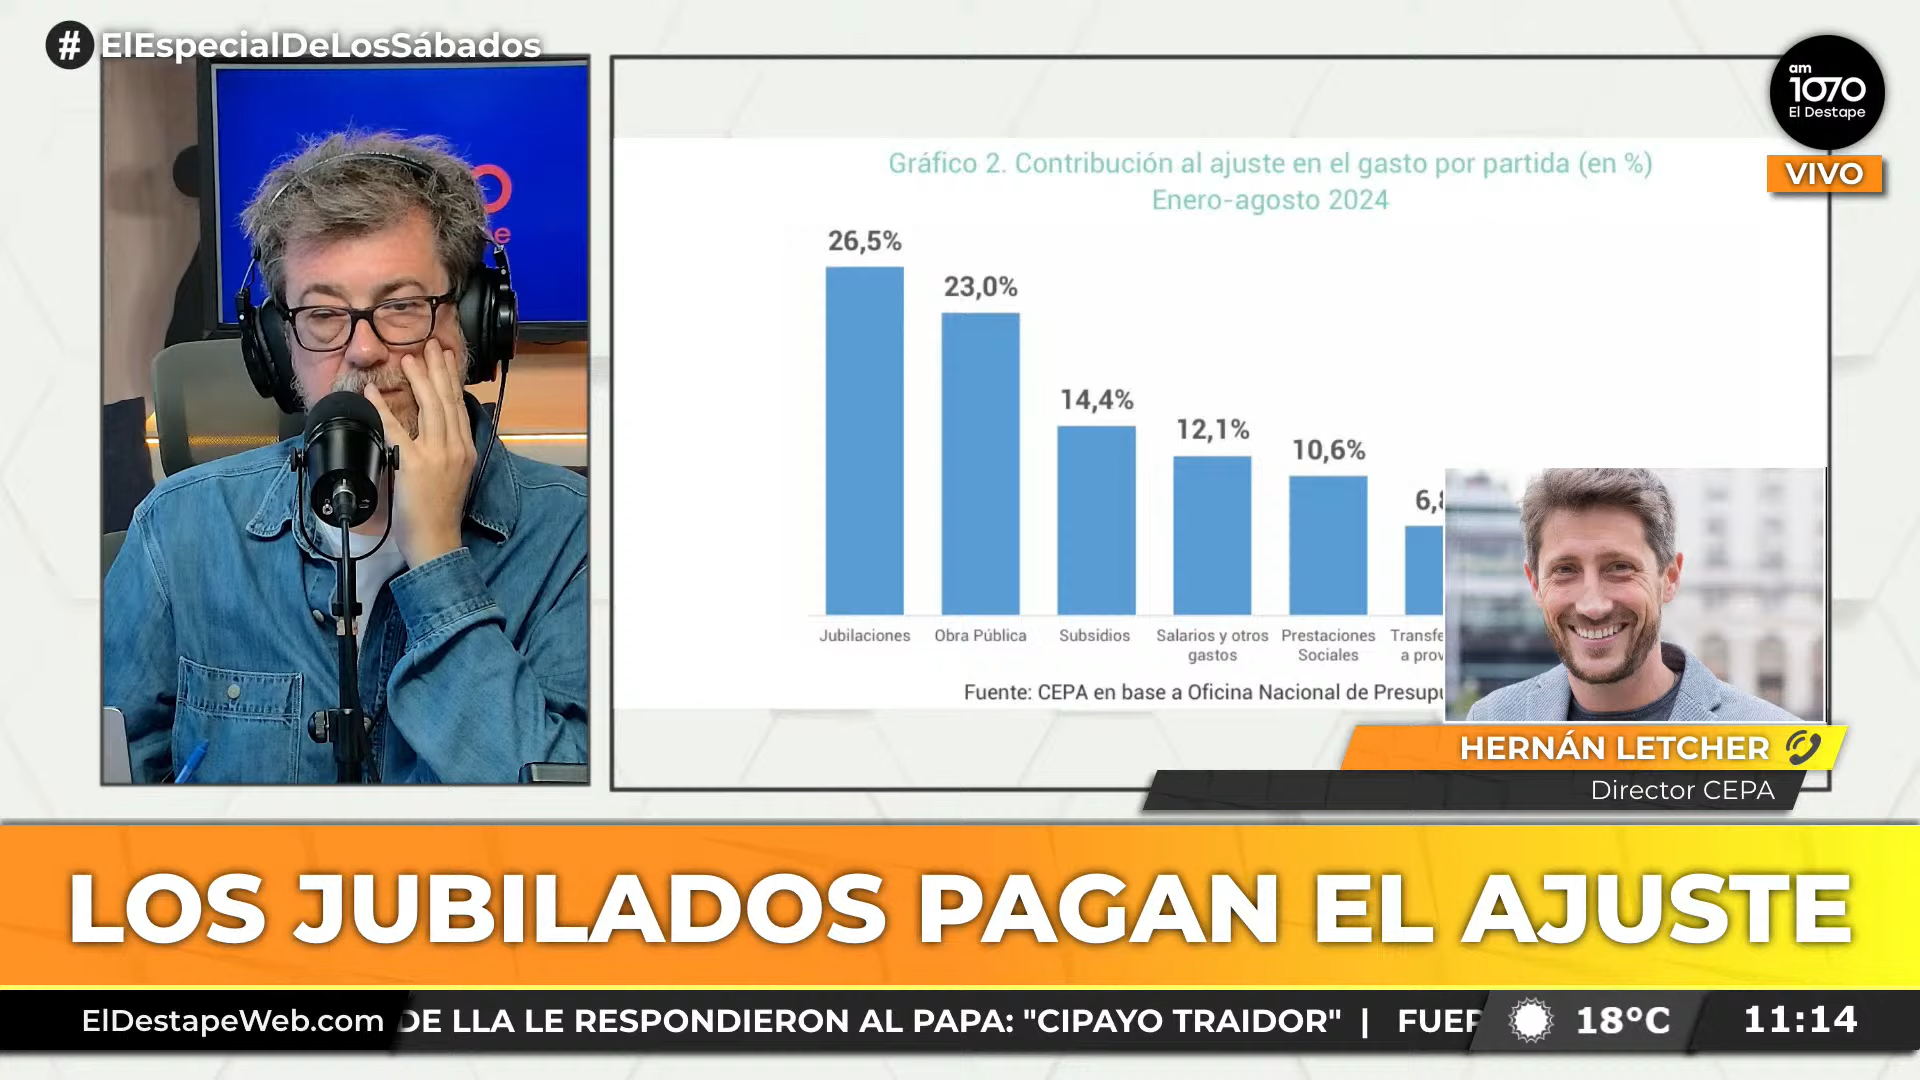 # ElEspecialDeLosSábados
am
1070
El Destape
VIVO
Gráfico 2. Contribución al ajuste en el gasto por partida (en %)
Enero-agosto 2024
26,5%
23,0%
14,4%
12,1%
10,6%
Jubilaciones
Obra Pública
Subsidios
Salarios y otros
gastos
Prestaciones
Sociales
a
Fuente: CEPA en base a Oficina Nacional de
HERNÁN LETCHER
Director CEPA
LOS JUBILADOS PAGAN EL AJUSTE
ElDestapeWeb.com
DE LLA LE RESPONDIERON AL PAPA: "CIPAYO TRAIDOR" |
18°C
11:14